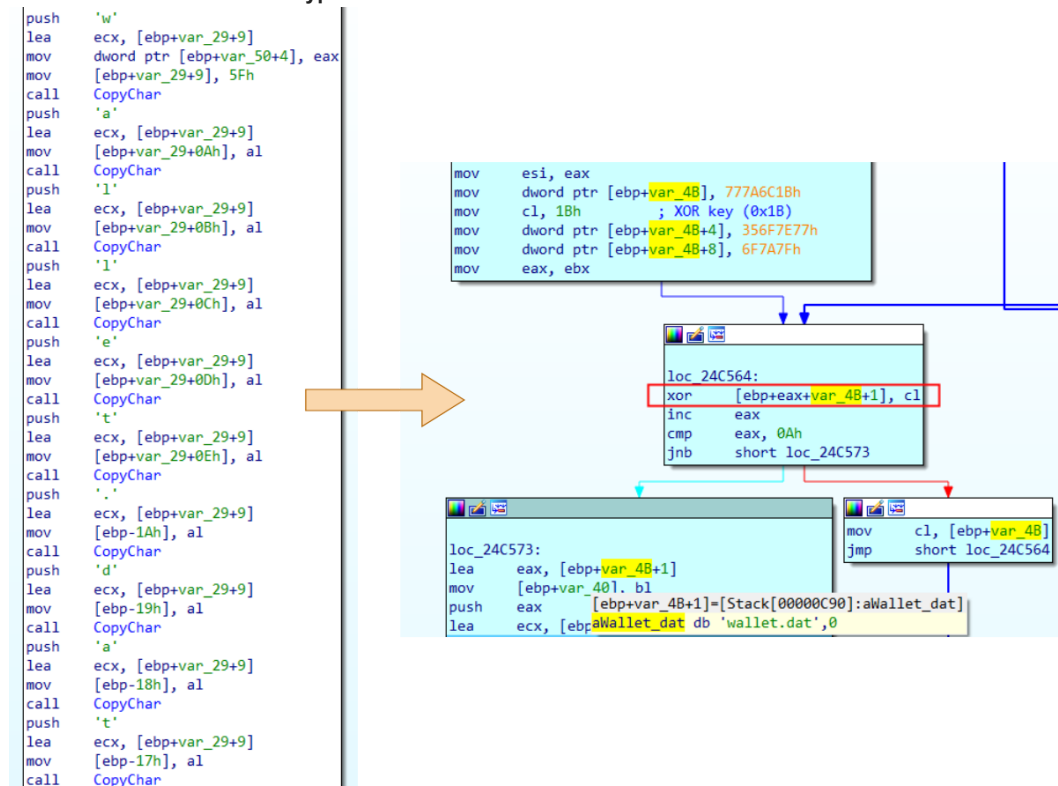 push 'w'
lea ecx, [ebp+var_29+9]
mov dword ptr [ebp+var_50+4], eax
mov [ebp+var_29+9], 5Fh
call CopyChar
push 'a'
lea ecx, [ebp+var_29+9]
mov [ebp+var_29+0Ah], al
call CopyChar
push 'l'
lea ecx, [ebp+var_29+9]
mov [ebp+var_29+0Bh], al
call CopyChar
push 'l'
lea ecx, [ebp+var_29+9]
mov [ebp+var_29+0Ch], al
call CopyChar
push 'e'
lea ecx, [ebp+var_29+9]
mov [ebp+var_29+0Dh], al
call CopyChar
push 't'
lea ecx, [ebp+var_29+9]
mov [ebp+var_29+0Eh], al
call CopyChar
push '.'
lea ecx, [ebp+var_29+9]
mov [ebp-1Ah], al
call CopyChar
push 'd'
lea ecx, [ebp+var_29+9]
mov [ebp-19h], al
call CopyChar
push 'a'
lea ecx, [ebp+var_29+9]
mov [ebp-18h], al
call CopyChar
push 't'
lea ecx, [ebp+var_29+9]
mov [ebp-17h], al
call CopyChar
mov esi, eax
mov dword ptr [ebp+var_4B], 777A6C1Bh
mov cl, 1Bh ; XOR key (0x1B)
mov dword ptr [ebp+var_4B+4], 356F7E77h
mov dword ptr [ebp+var_4B+8], 6F7A7Fh
mov eax, ebx
loc_24C564:
xor [ebp+eax+var_4B+1], cl
inc eax
cmp eax, 0Ah
jnb short loc_24C573
loc_24C573:
lea eax, [ebp+var_4B+1]
mov [ebp+var_40], bl
push eax
lea ecx, [ebp
[ebp+var_4B+1]=[Stack[00000C90]:aWallet_dat]
aWallet_dat db 'wallet.dat',0
mov cl, [ebp+var_4B]
jmp short loc_24C564